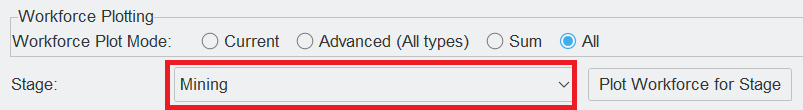 Workforce Plotting
Workforce Plot Mode: Current Advanced (All types) Sum All
Stage: Mining Plot Workforce for Stage